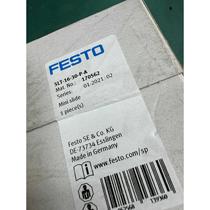 FESTO
SLT-16-30-P-A
Mat. No.: 170562
Series: 01.2021.02
Mini slide
1 piece(s)
Festo SE & Co. KG
DE-73734 Esslingen
Made in Germany
www.festo.com/sp
139360